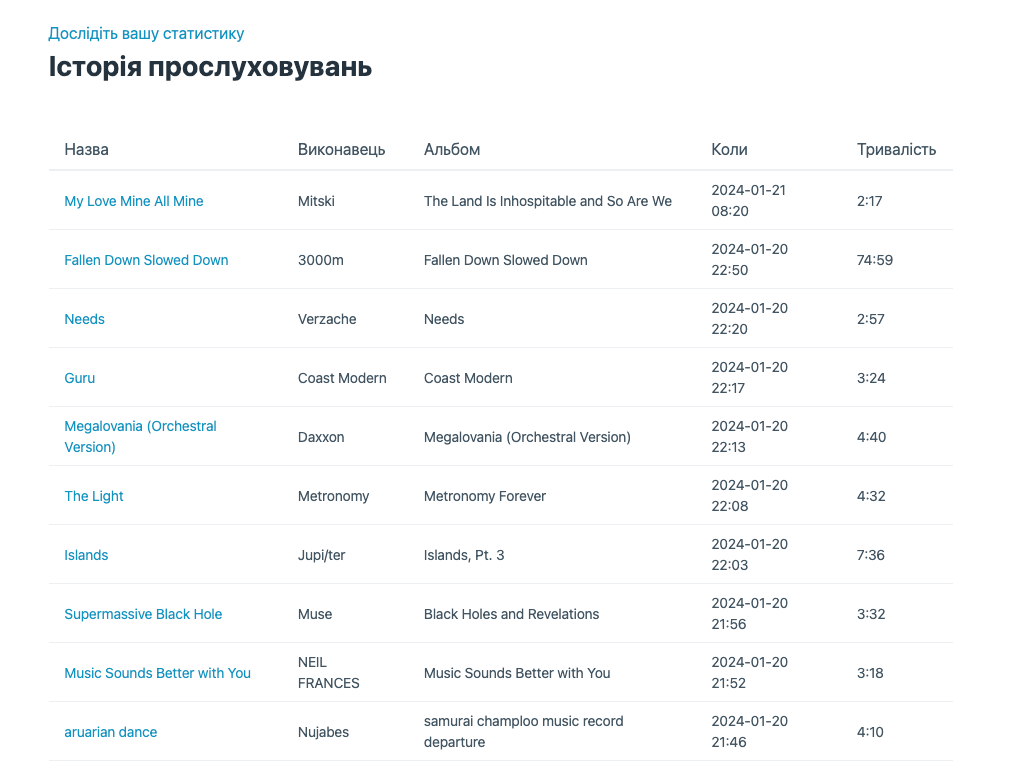 Дослідіть вашу статистику
Історія прослуховувань
Назва Виконавець Альбом Коли Тривалість
My Love Mine All Mine Mitski The Land Is Inhospitable and So Are We 2024-01-21 08:20 2:17
Fallen Down Slowed Down 3000m Fallen Down Slowed Down 2024-01-20 22:50 74:59
Needs Verzache Needs 2024-01-20 22:20 2:57
Guru Coast Modern Coast Modern 2024-01-20 22:17 3:24
Megalovania (Orchestral Version) Daxxon Megalovania (Orchestral Version) 2024-01-20 22:13 4:40
The Light Metronomy Metronomy Forever 2024-01-20 22:08 4:32
Islands Jupi/ter Islands, Pt. 3 2024-01-20 22:03 7:36
Supermassive Black Hole Muse Black Holes and Revelations 2024-01-20 21:56 3:32
Music Sounds Better with You NEIL FRANCES Music Sounds Better with You 2024-01-20 21:52 3:18
aruarian dance Nujabes samurai champloo music record departure 2024-01-20 21:46 4:10